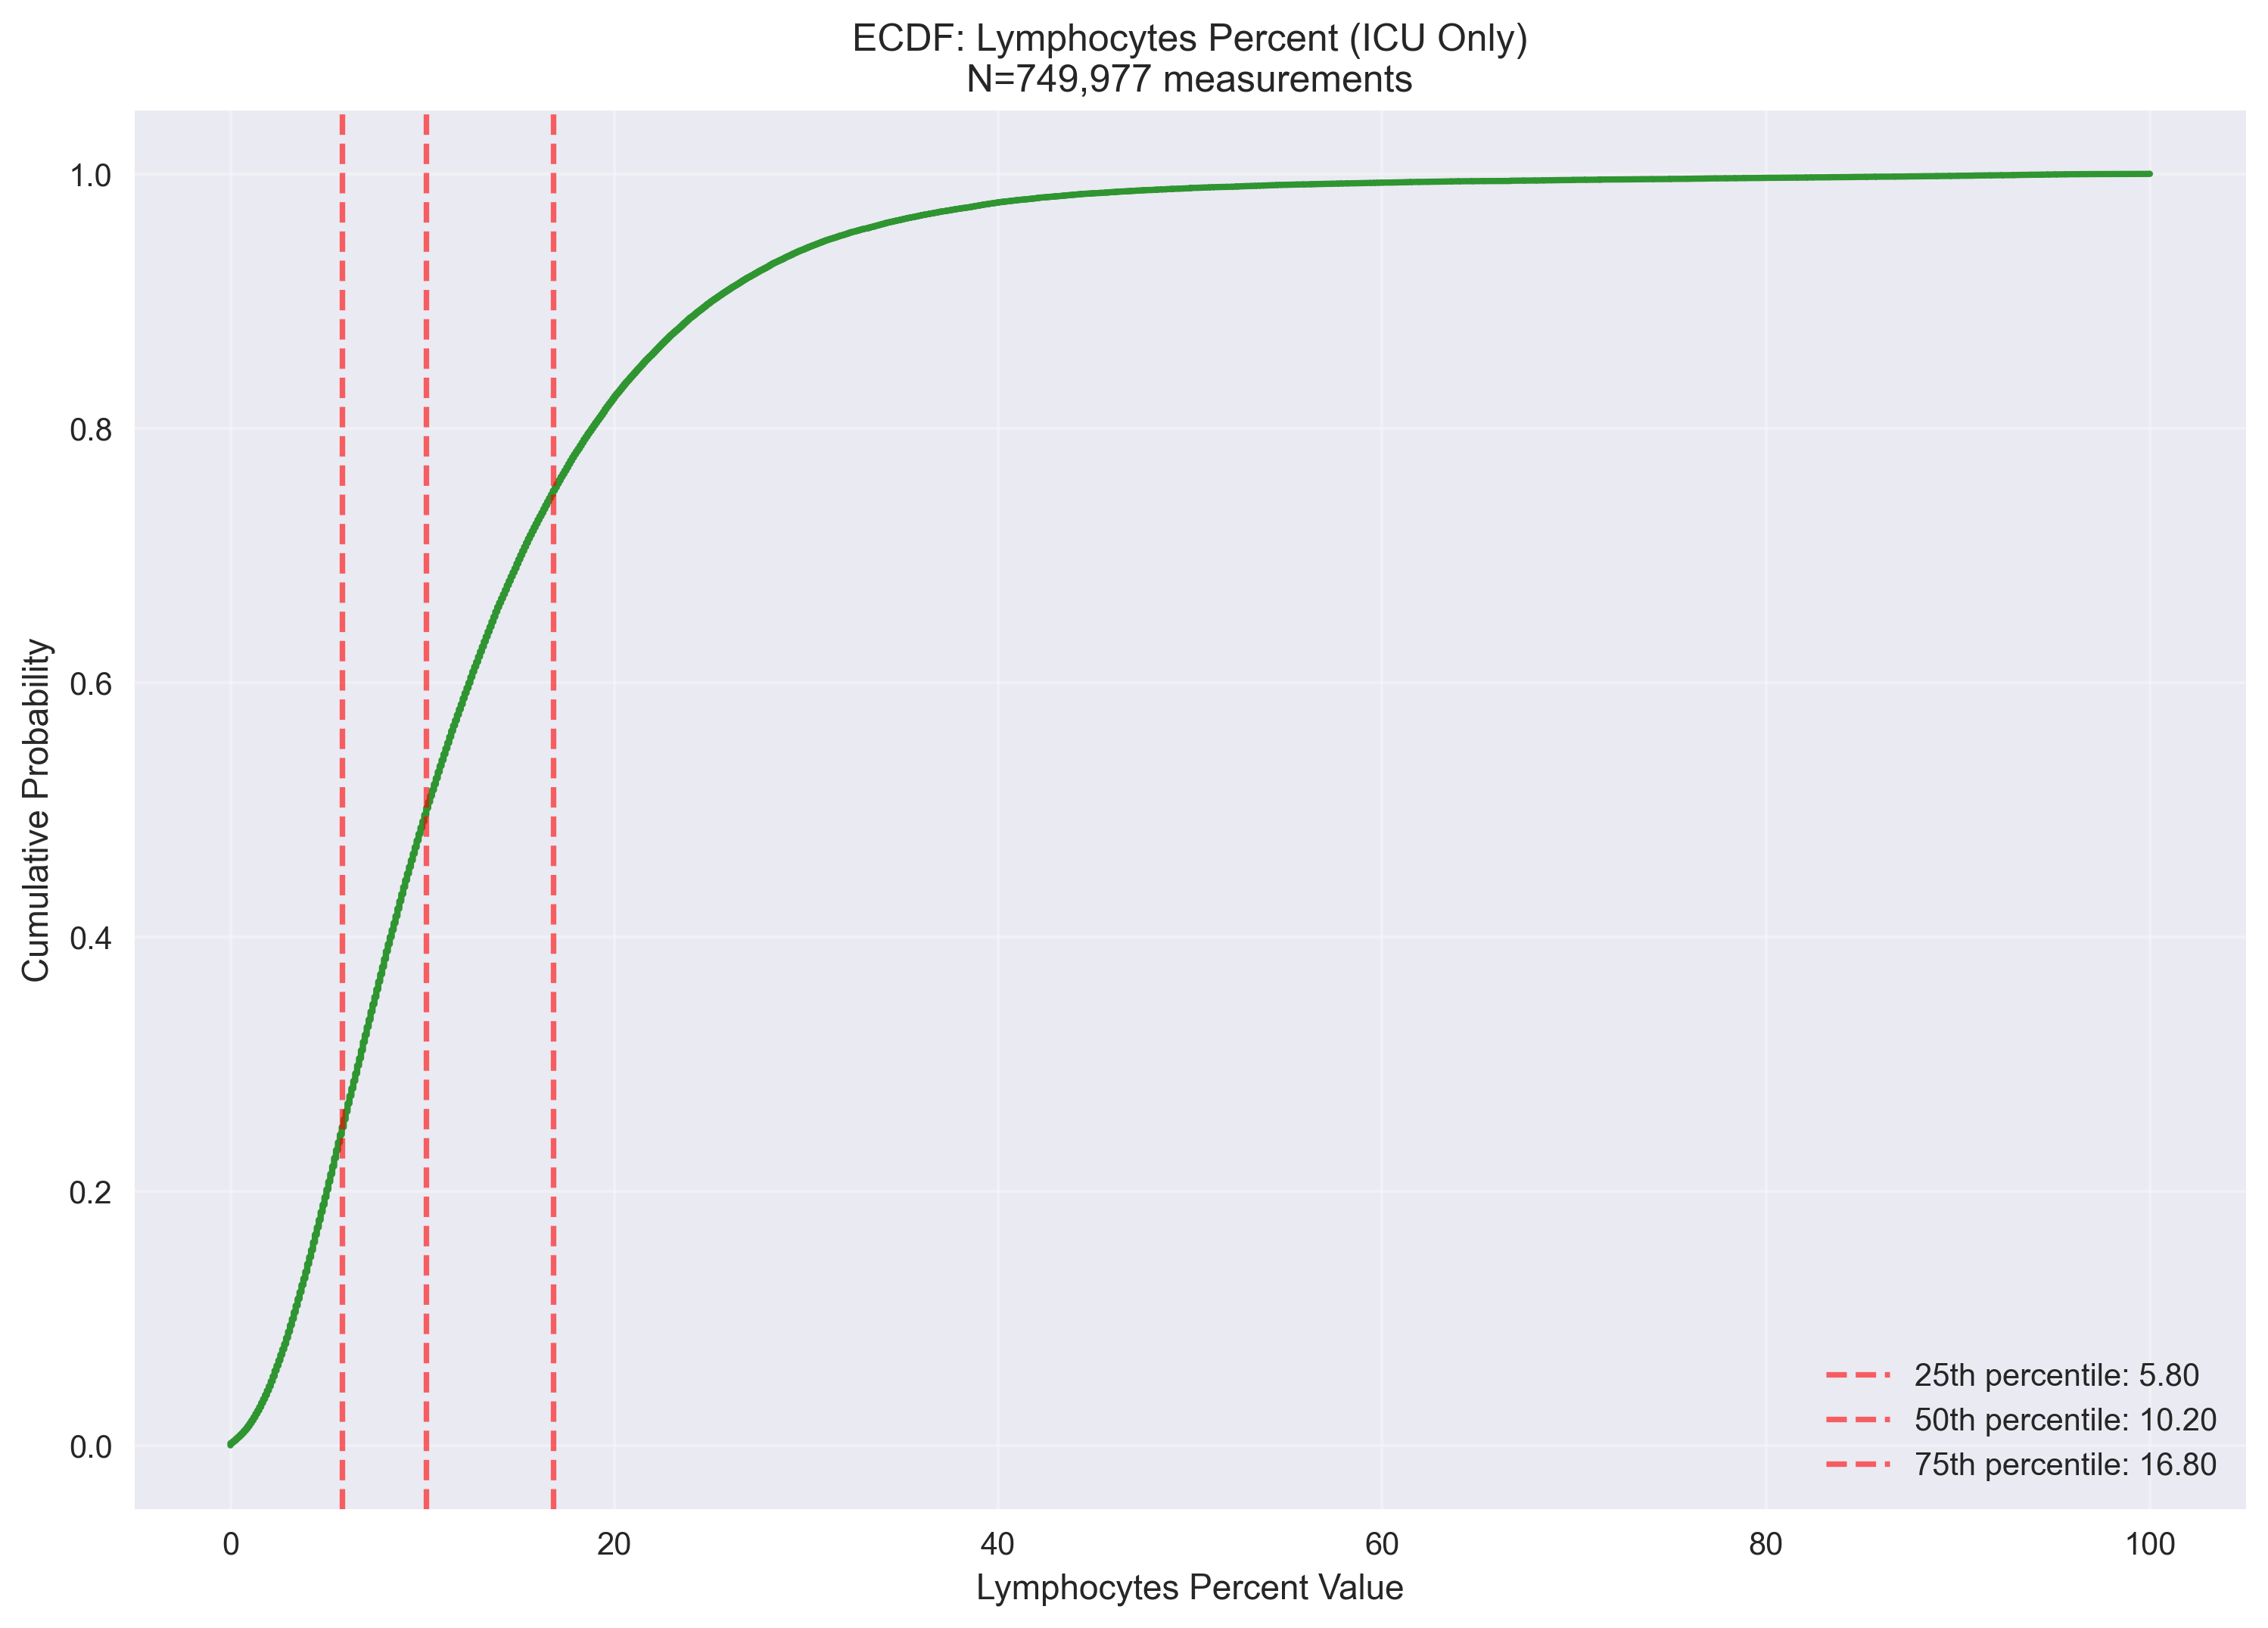 ECDF: Lymphocytes Percent (ICU Only)
N=749,977 measurements
Cumulative Probability
1.0
0.8
0.6
0.4
0.2
0.0
25th percentile: 5.80
50th percentile: 10.20
75th percentile: 16.80
0 20 40 60 80 100
Lymphocytes Percent Value